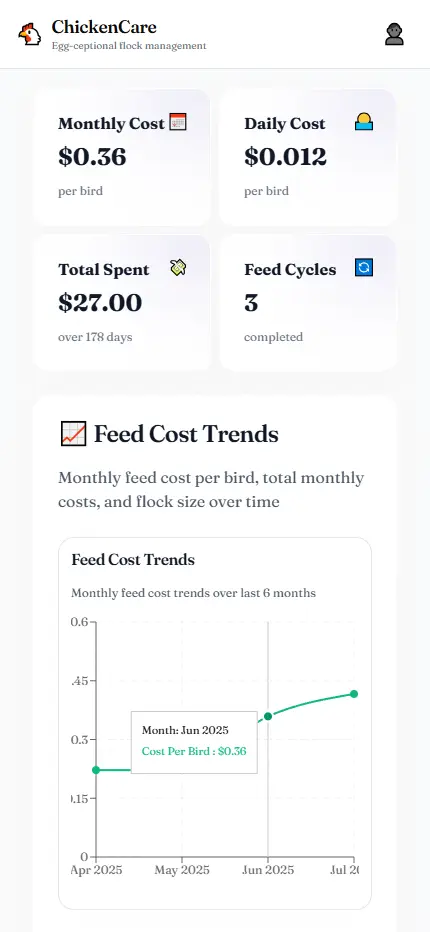 ChickenCare
Egg-ceptional flock management
Monthly Cost
$0.36
per bird
Daily Cost
$0.012
per bird
Total Spent
$27.00
over 178 days
Feed Cycles
3
completed
Feed Cost Trends
Monthly feed cost per bird, total monthly
costs, and flock size over time
Feed Cost Trends
Monthly feed cost trends over last 6 months
0.6
.45
0.3
0.15
0
Month: Jun 2025
Cost Per Bird : $0.36
Apr 2025
May 2025
Jun 2025
Jul 20